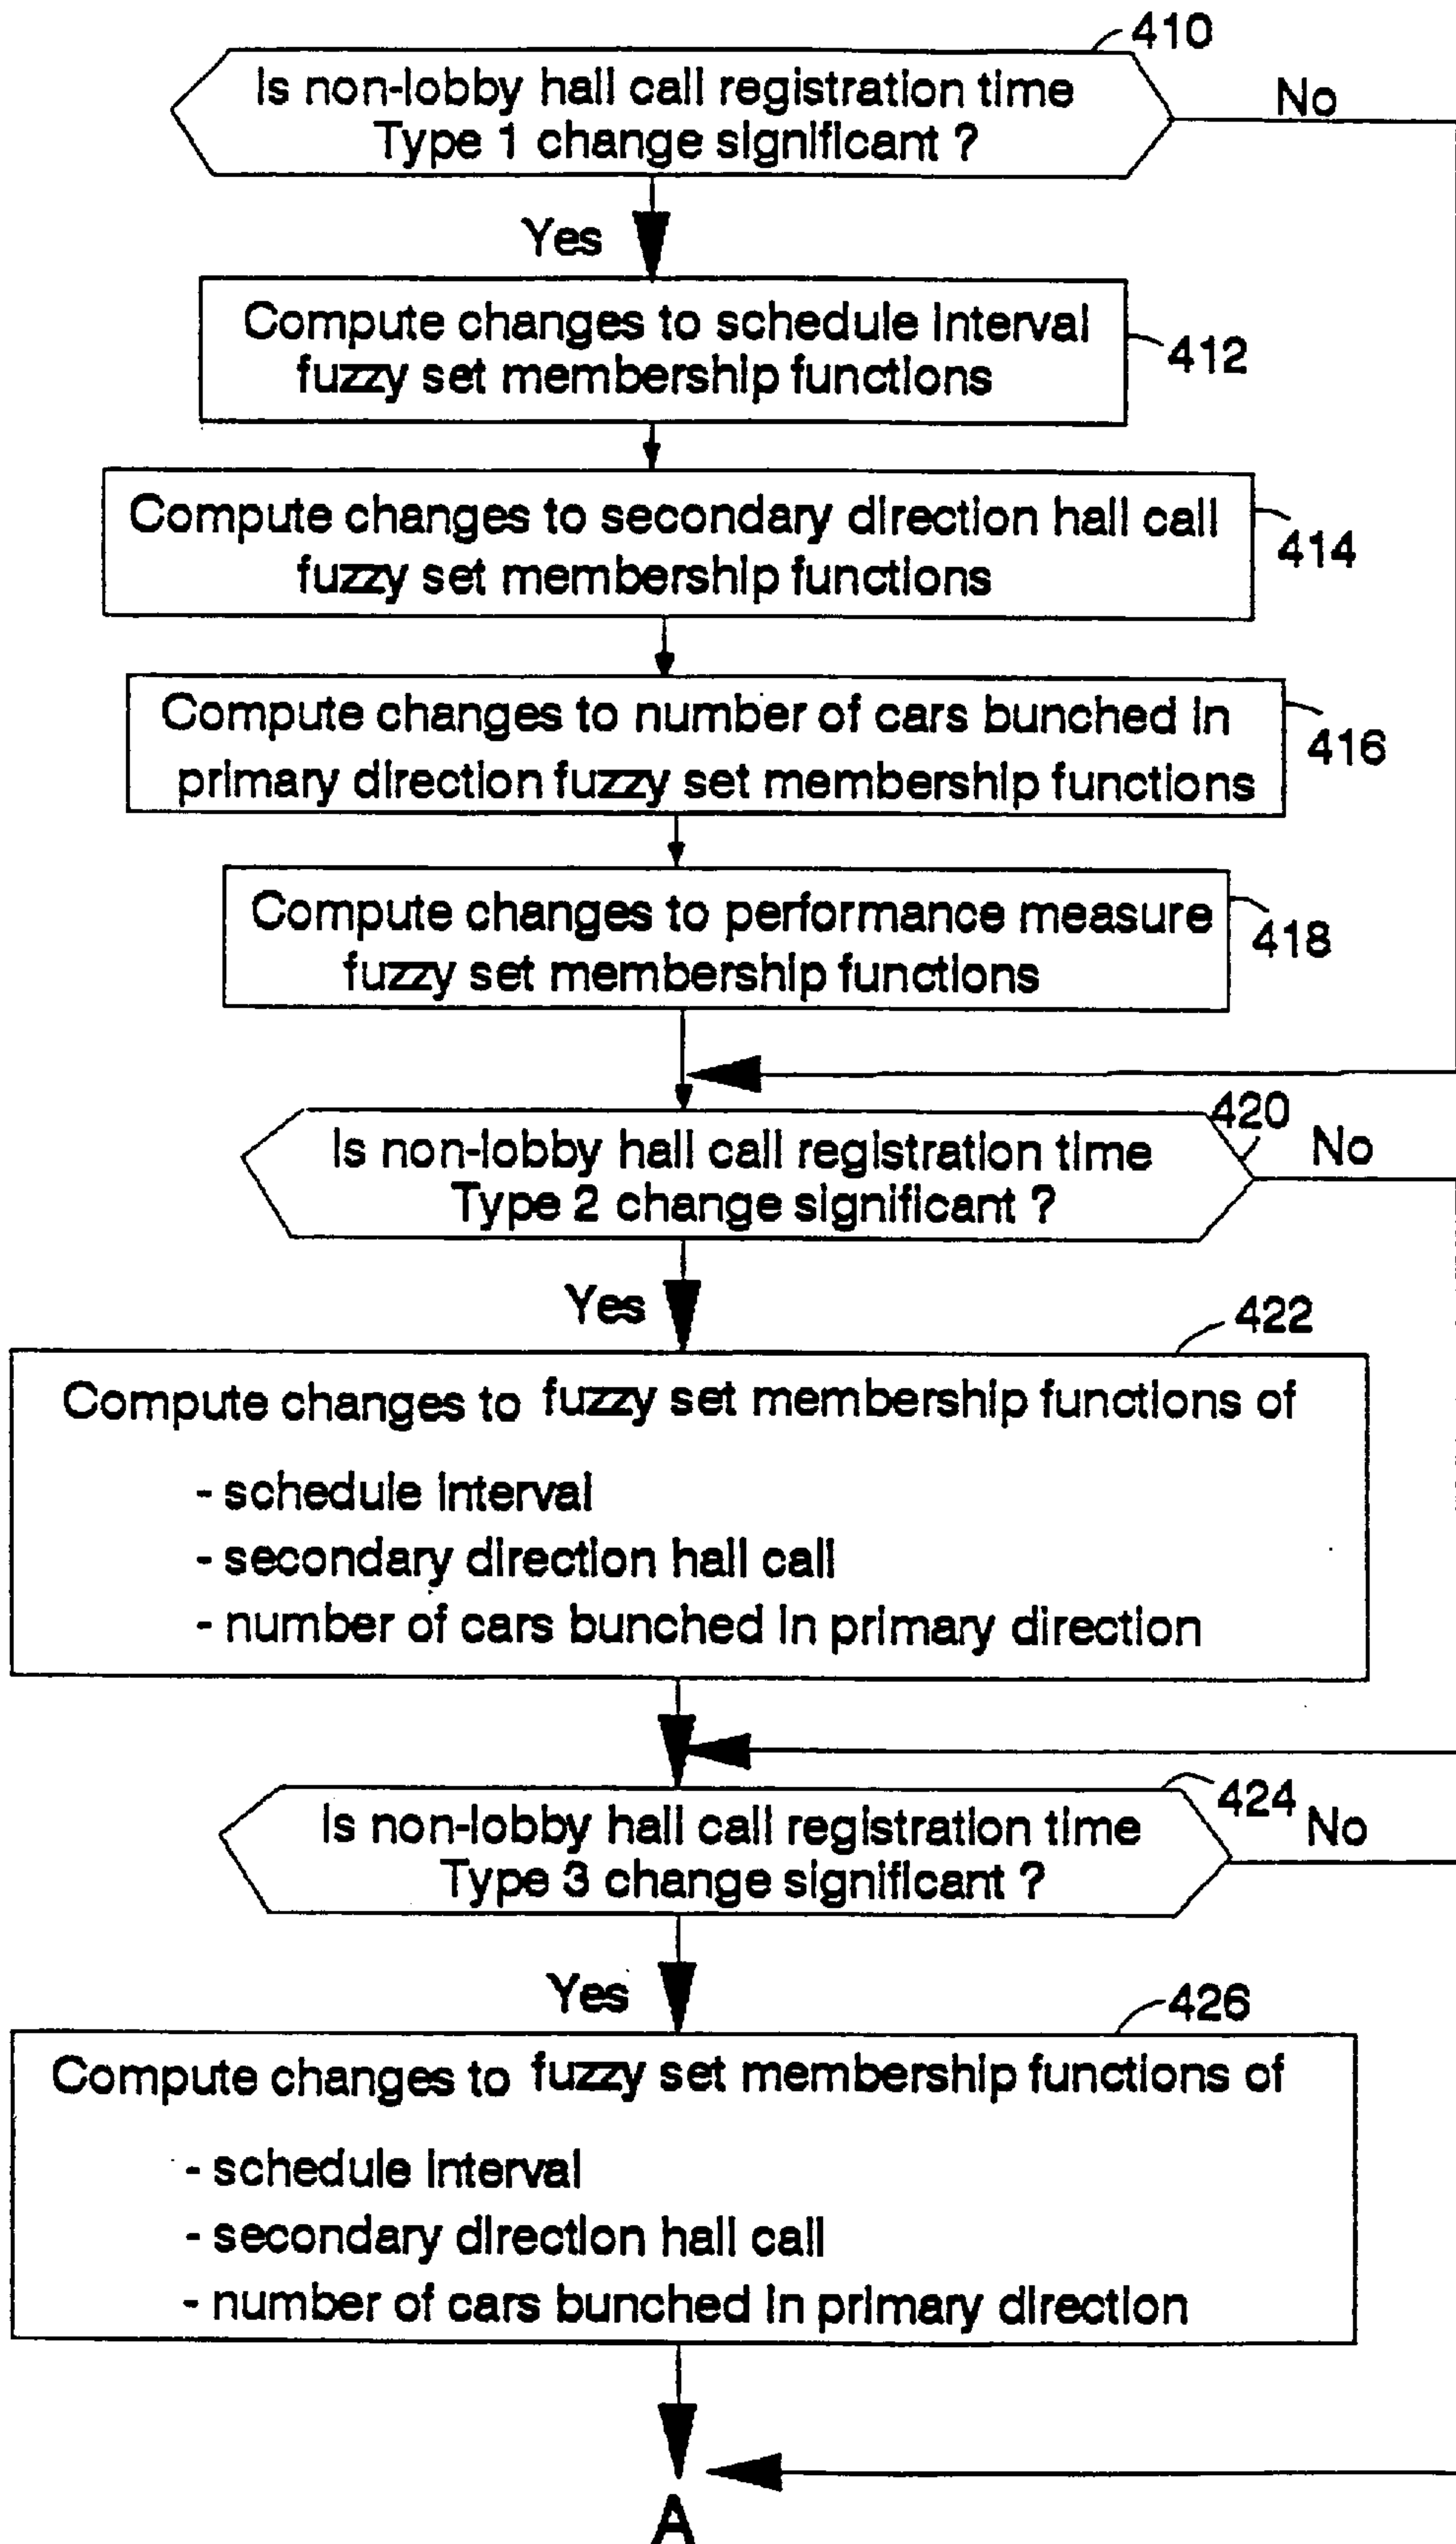 410
Is non-lobby hall call registration time
Type 1 change significant ?
No
Yes
Compute changes to schedule interval
fuzzy set membership functions
412
Compute changes to secondary direction hall call
fuzzy set membership functions
414
Compute changes to number of cars bunched in
primary direction fuzzy set membership functions
416
Compute changes to performance measure
fuzzy set membership functions
418
420
Is non-lobby hall call registration time
Type 2 change significant ?
No
Yes
422
Compute changes to fuzzy set membership functions of
- schedule interval
- secondary direction hall call
- number of cars bunched in primary direction
424
Is non-lobby hall call registration time
Type 3 change significant ?
No
Yes
426
Compute changes to fuzzy set membership functions of
- schedule interval
- secondary direction hall call
- number of cars bunched in primary direction
A